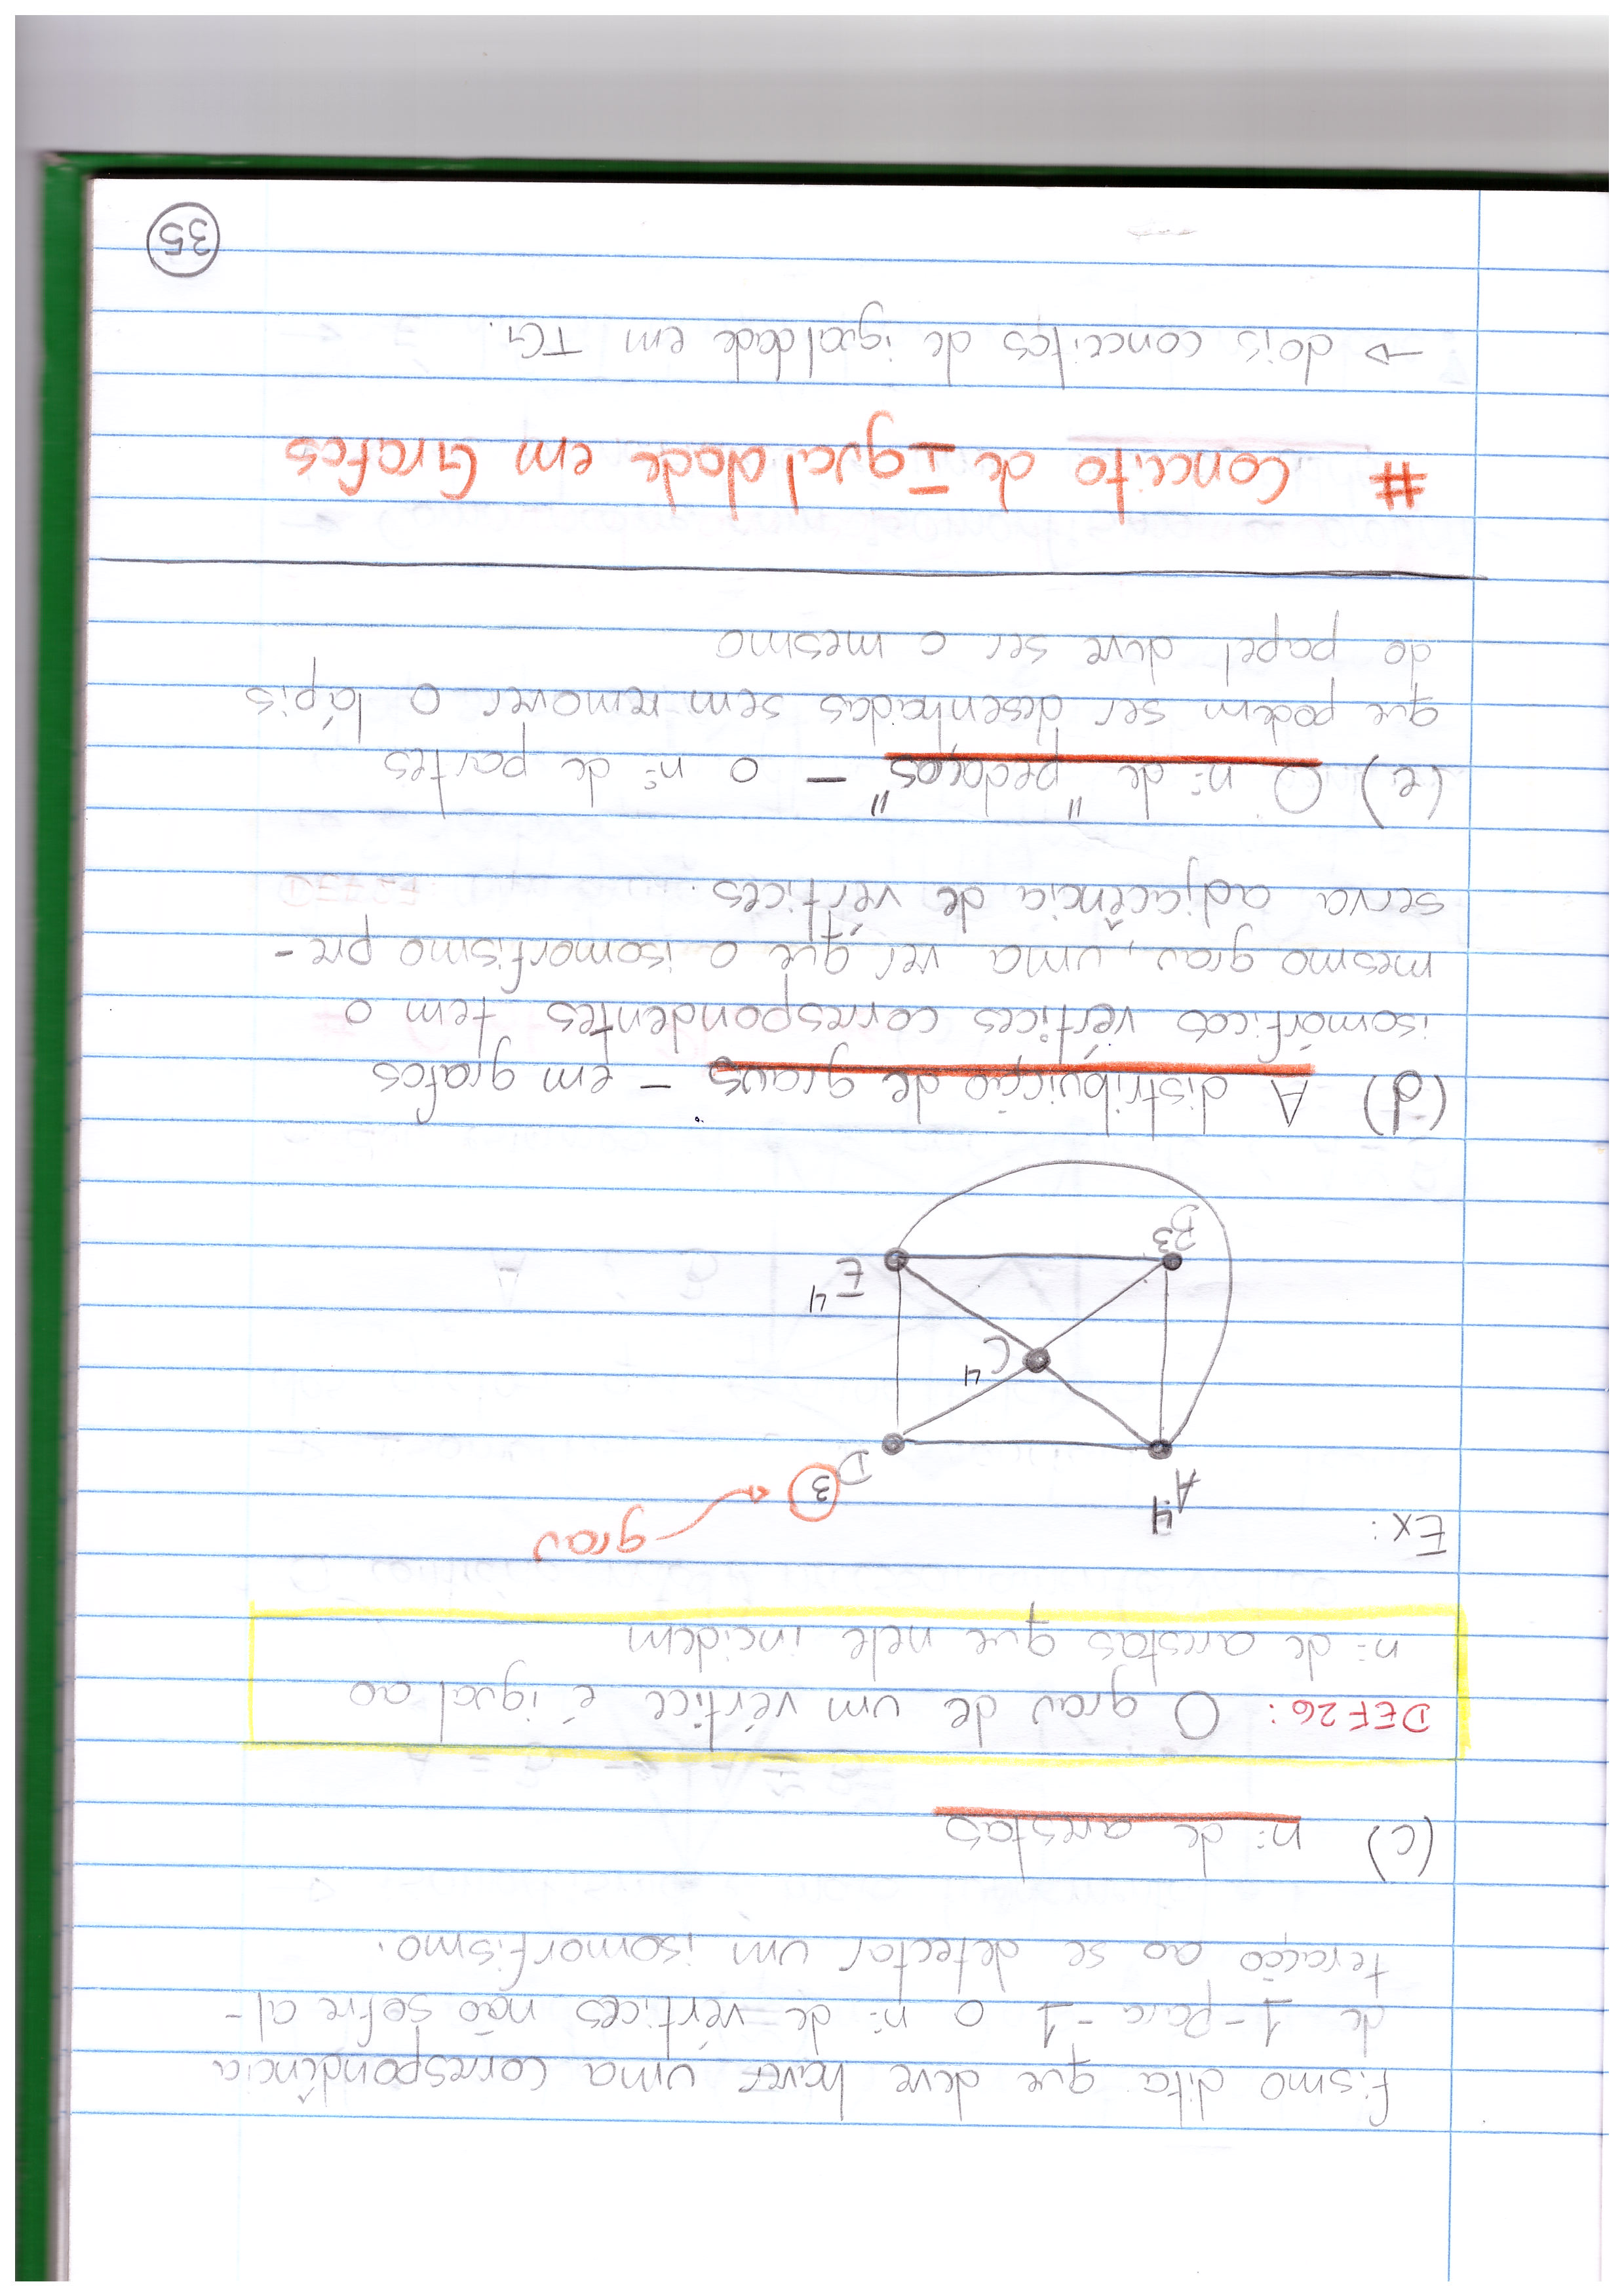 fismo dita que deve haver uma correspondência
de 1-para-1 o nº de vértices não sofre al-
teração ao se detectar um isomorfismo.
(c) nº de arestas
DEF 26: O grau de um vértice é igual ao
nº de arestas que nele incidem
Ex:
grau
A 4
D 3
C 4
E 4
B 3
(d) A distribuição de graus - em grafos
isomórficos vértices correspondentes tem o
mesmo grau, uma vez que o isomorfismo pre-
serva adjacência de vértices.
(e) O nº de "pedaços" - o nº de partes
que podem ser desenhadas sem remover o lápis
do papel deve ser o mesmo
# Conceito de Igualdade em Grafos
→ dois conceitos de igualdade em TG.
35